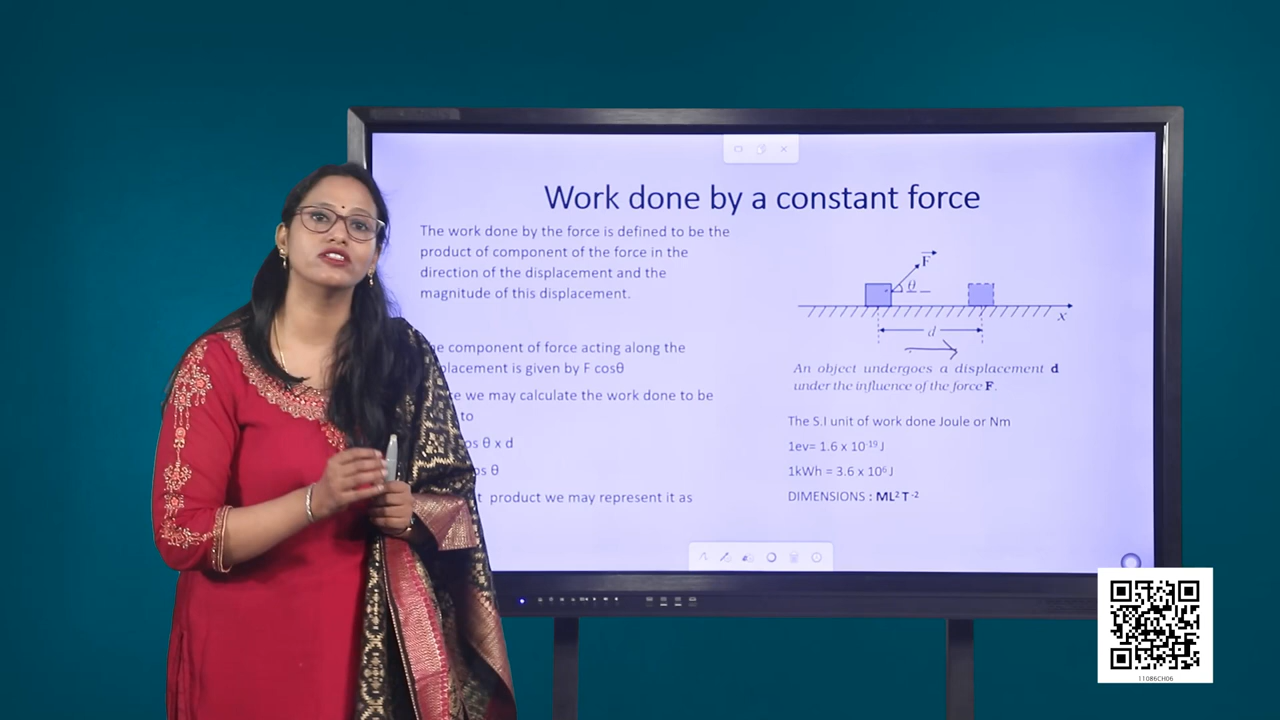 Work done by a constant force
The work done by the force is defined to be the
product of component of the force in the
direction of the displacement and the
magnitude of this displacement.
component of force acting along the
is given by F cosθ
we may calculate the work done to be
to
θ x d
θ
product we may represent it as
F
θ
x
d
An object undergoes a displacement d
under the influence of the force F.
The S.I unit of work done Joule or Nm
1ev= 1.6 x 10⁻¹⁹ J
1kWh = 3.6 x 10⁶ J
DIMENSIONS : ML² T⁻²
11086CH06